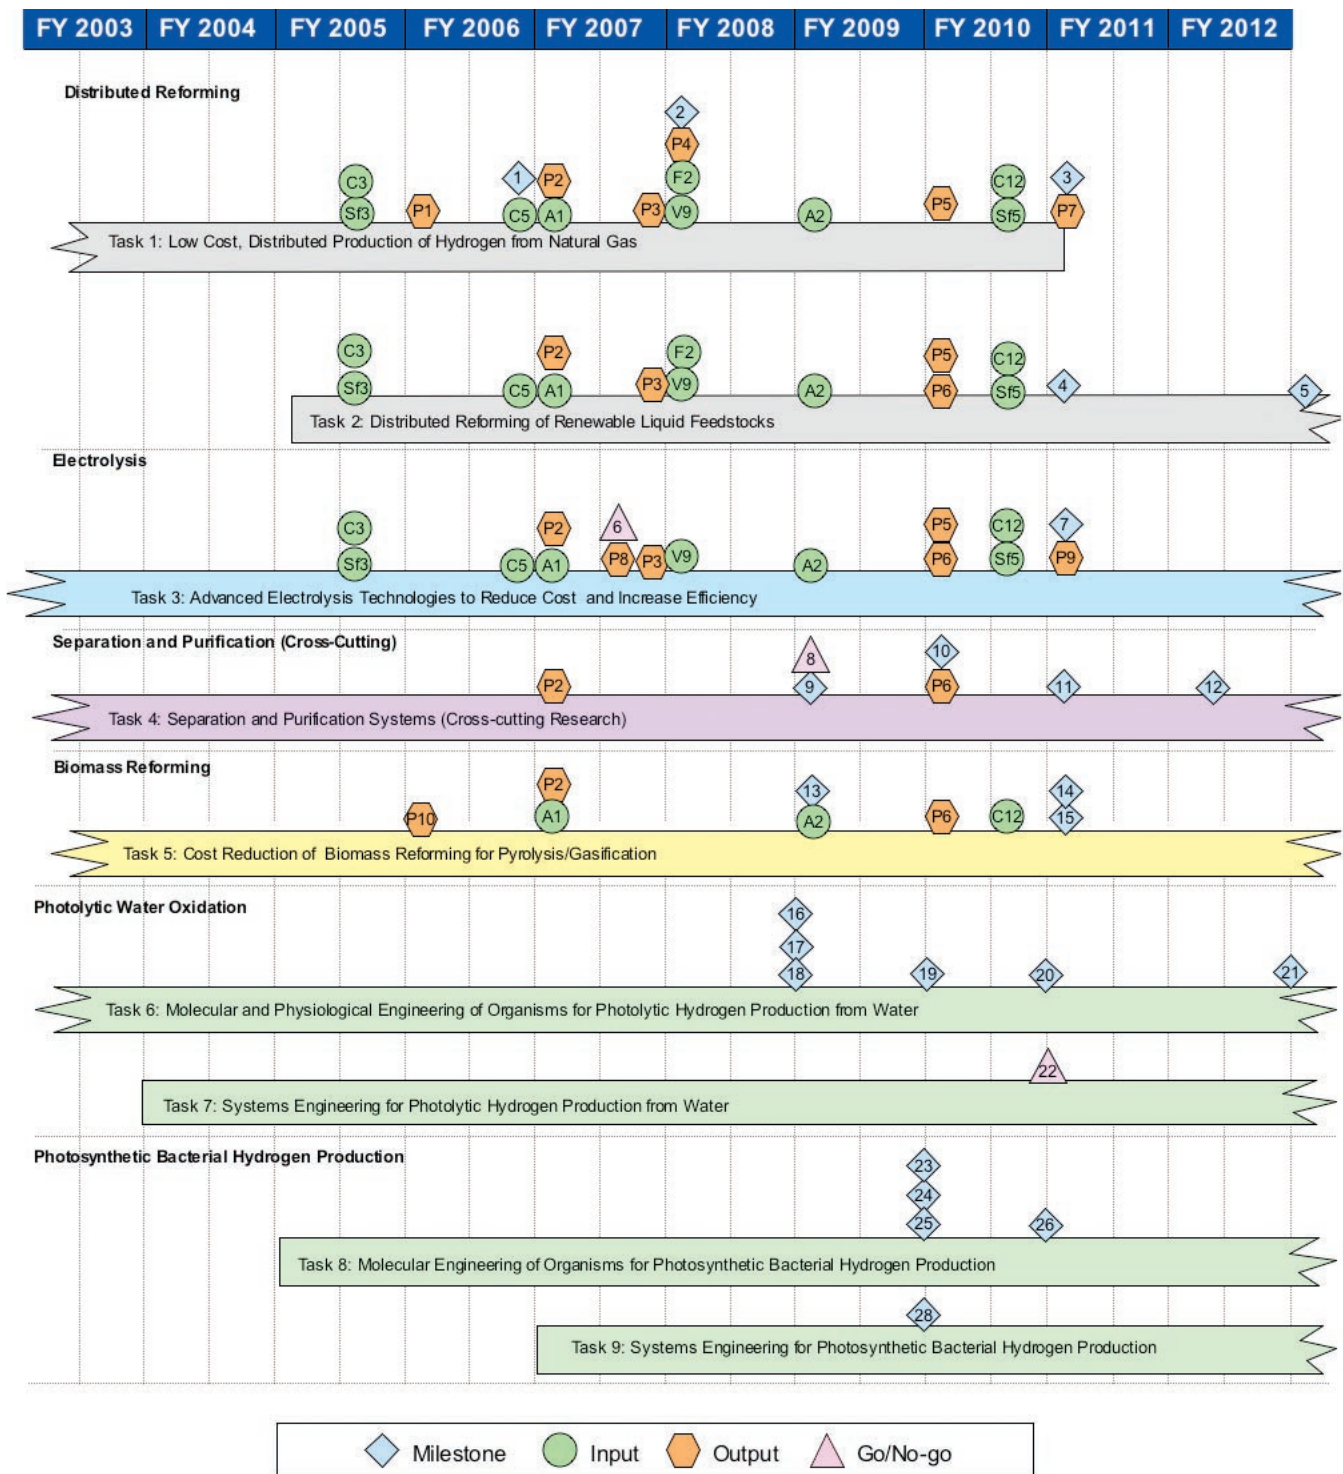 FY 2003 FY 2004 FY 2005 FY 2006 FY 2007 FY 2008 FY 2009 FY 2010 FY 2011 FY 2012
Distributed Reforming
2
P4
C3 1 P2 F2 C12 3
Sf3 P1 C5 A1 P3 V9 A2 P5 Sf5 P7
Task 1: Low Cost, Distributed Production of Hydrogen from Natural Gas
C3 P2 F2 P5 C12
Sf3 C5 A1 P3 V9 A2 P6 Sf5 4 5
Task 2: Distributed Reforming of Renewable Liquid Feedstocks
Electrolysis
C3 P2 6 P5 C12 7
Sf3 C5 A1 P8 P3 V9 A2 P6 Sf5 P9
Task 3: Advanced Electrolysis Technologies to Reduce Cost and Increase Efficiency
Separation and Purification (Cross-Cutting)
8 10
P2 9 P6 11 12
Task 4: Separation and Purification Systems (Cross-cutting Research)
Biomass Reforming
P2 13 14
P10 A1 A2 P6 C12 15
Task 5: Cost Reduction of Biomass Reforming for Pyrolysis/Gasification
Photolytic Water Oxidation
16
17
18 19 20 21
Task 6: Molecular and Physiological Engineering of Organisms for Photolytic Hydrogen Production from Water
22
Task 7: Systems Engineering for Photolytic Hydrogen Production from Water
Photosynthetic Bacterial Hydrogen Production
23
24
25 26
Task 8: Molecular Engineering of Organisms for Photosynthetic Bacterial Hydrogen Production
28
Task 9: Systems Engineering for Photosynthetic Bacterial Hydrogen Production
Milestone Input Output Go/No-go